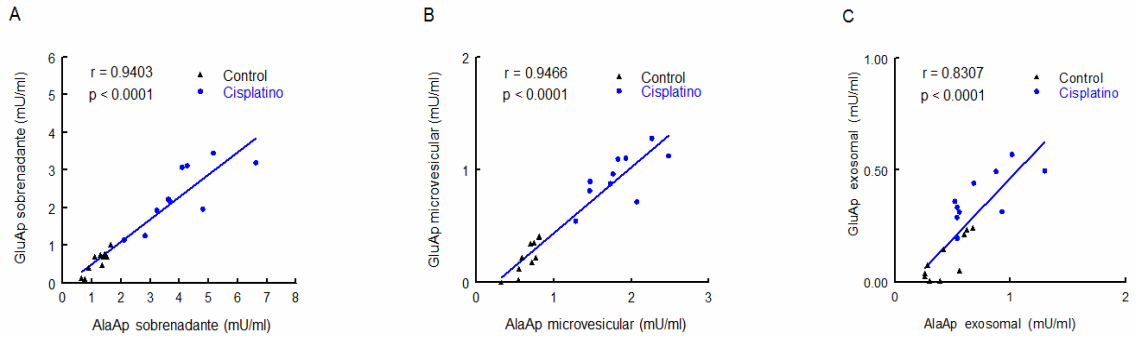 A
GluAp sobrenadante (mU/ml)
6
5
4
3
2
1
0
r = 0.9403
p < 0.0001
Control
Cisplatino
0 1 2 3 4 5 6 7 8
AlaAp sobrenadante (mU/ml)
B
GluAp microvesicular (mU/ml)
2
1
0
r = 0.9466
p < 0.0001
Control
Cisplatino
0 1 2 3
AlaAp microvesicular (mU/ml)
C
GluAp exosomal (mU/ml)
1.00
0.50
0.00
r = 0.8307
p < 0.0001
Control
Cisplatino
0 1 2
AlaAp exosomal (mU/ml)